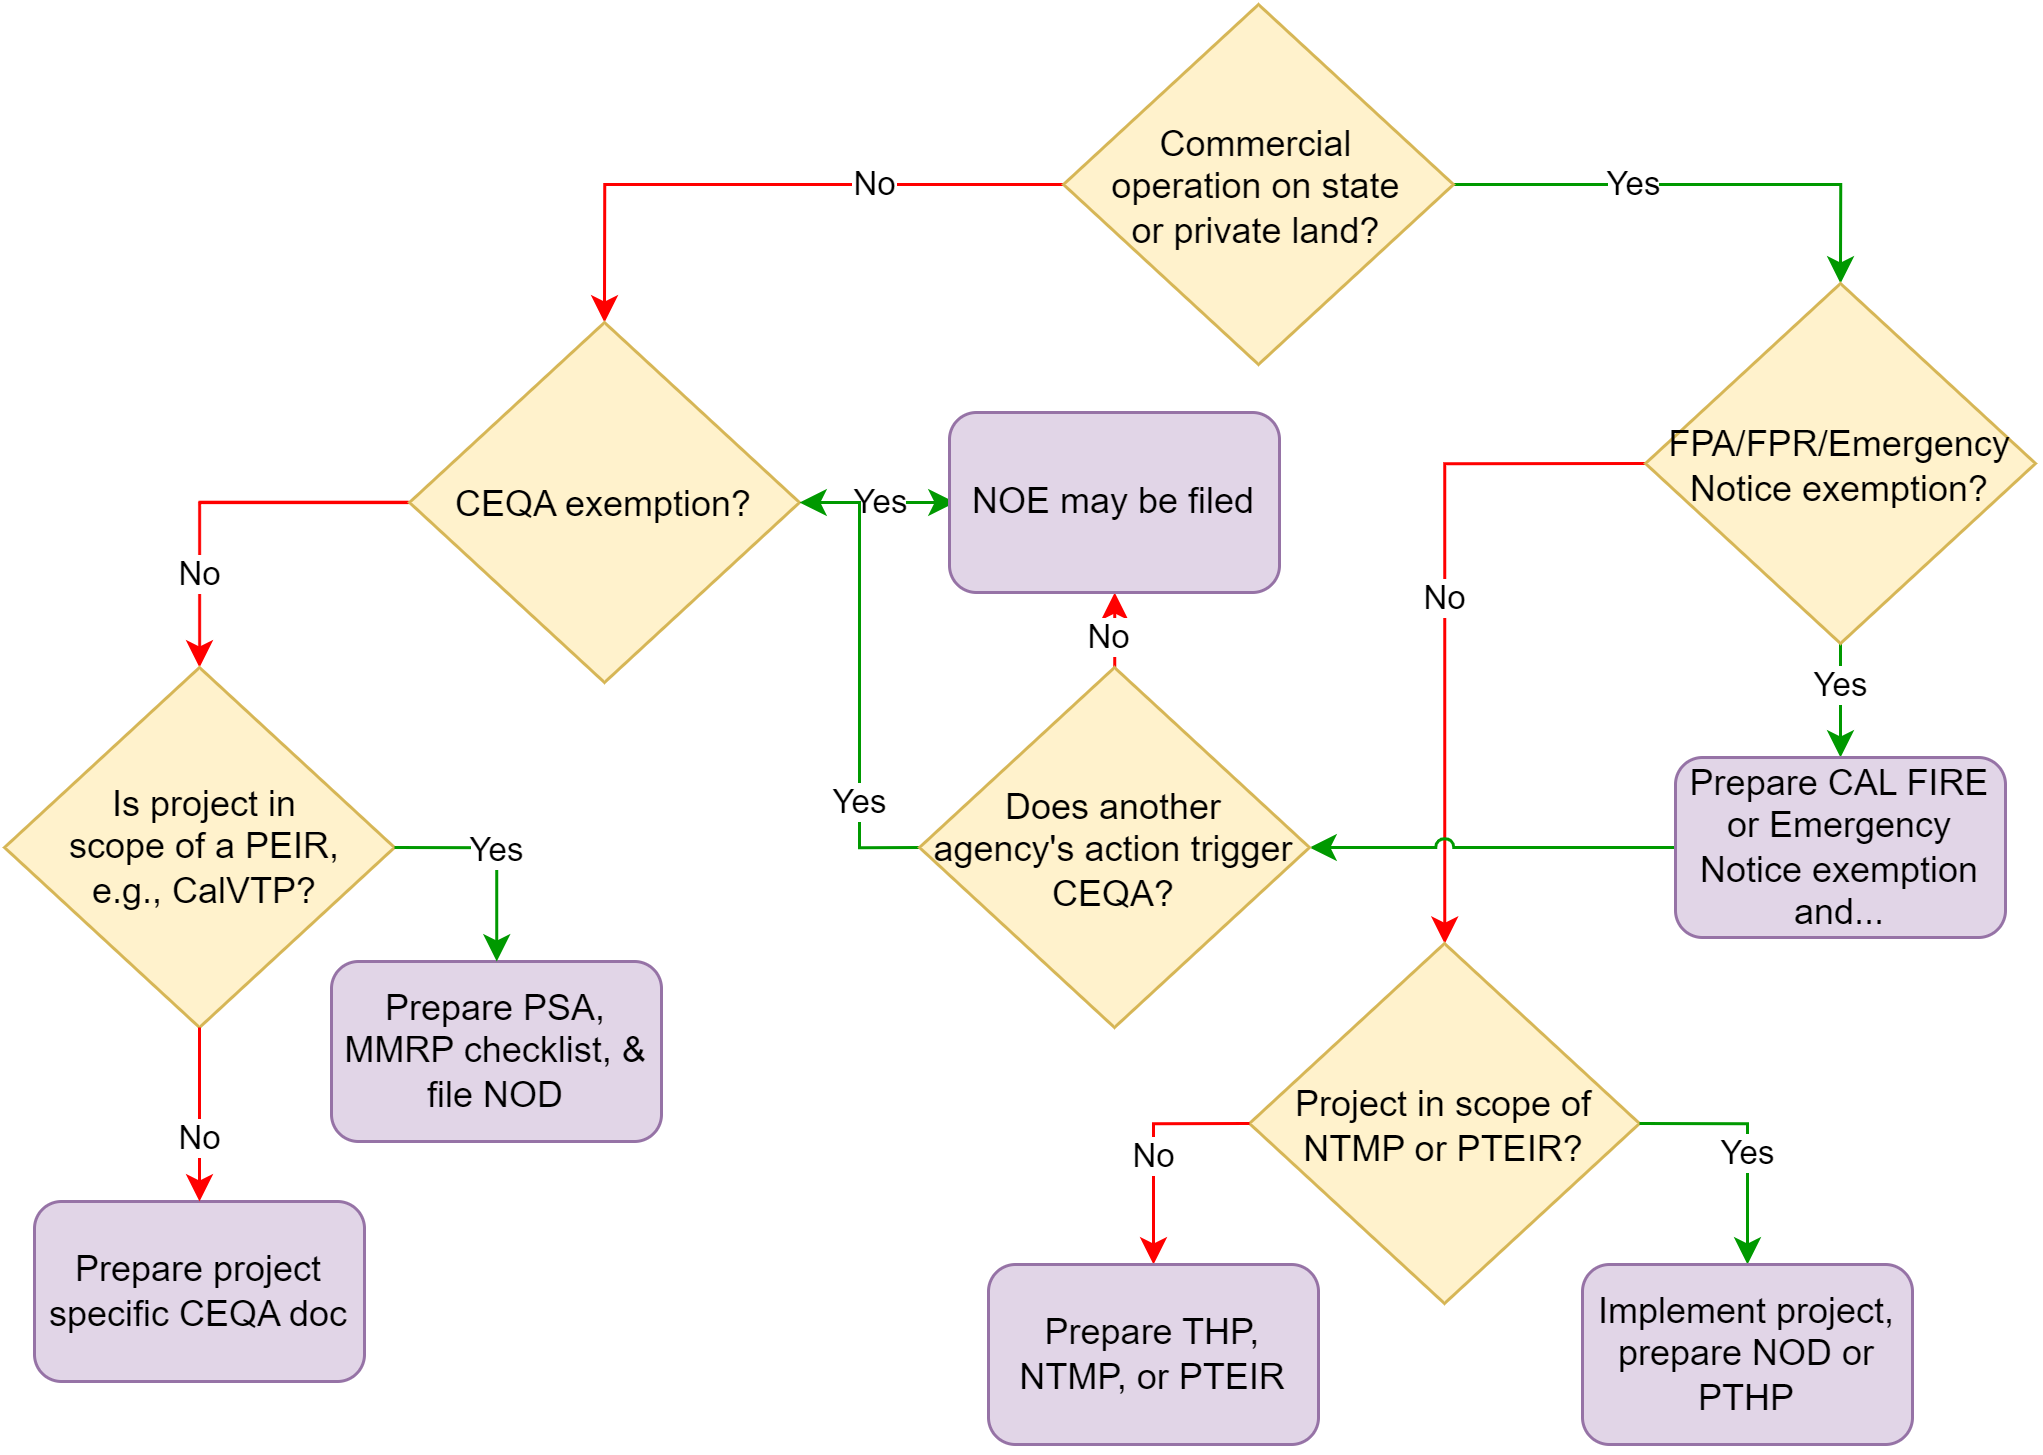 Commercial
operation on state
or private land?
No
Yes
FPA/FPR/Emergency
Notice exemption?
CEQA exemption?
Yes
NOE may be filed
No
No
No
Yes
Is project in
scope of a PEIR,
e.g., CalVTP?
Yes
Yes
Does another
agency's action trigger
CEQA?
Prepare CAL FIRE
or Emergency
Notice exemption
and...
Prepare PSA,
MMRP checklist, &
file NOD
No
Project in scope of
NTMP or PTEIR?
No
Yes
Prepare project
specific CEQA doc
Prepare THP,
NTMP, or PTEIR
Implement project,
prepare NOD or
PTHP